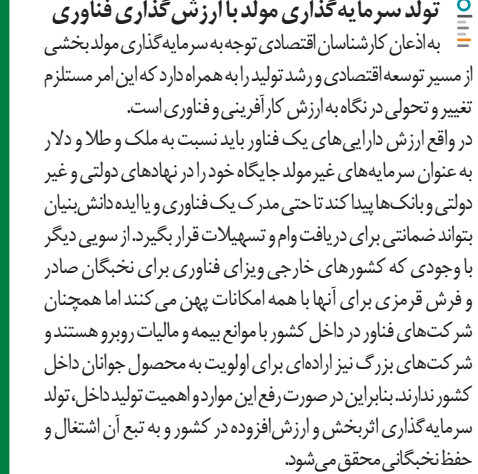 تولد سرمایه‌گذاری مولد با ارزش‌گذاری فناوری
به‌اذعان کارشناسان اقتصادی توجه به سرمایه‌گذاری مولد بخشی
از مسیر توسعه اقتصادی و رشد تولید را به همراه دارد که این امر مستلزم
تغییر و تحولی در نگاه به ارزش کارآفرینی و فناوری است.
در واقع ارزش دارایی‌های یک فناور باید نسبت به ملک و طلا و دلار
به عنوان سرمایه‌های غیرمولد جایگاه خود را در نهادهای دولتی و غیر
دولتی و بانک‌ها پیدا کند تا حتی مدرک یک فناوری و یا ایده دانش‌بنیان
بتواند ضمانتی برای دریافت وام و تسهیلات قرار بگیرد. از سویی دیگر
با وجودی که کشورهای خارجی ویزای فناوری برای نخبگان صادر
و فرش قرمزی برای آنها با همه امکانات پهن می‌کنند اما همچنان
شرکت‌های فناور در داخل کشور با موانع بیمه و مالیات روبرو هستند و
شرکت‌های بزرگ نیز اراده‌ای برای اولویت به محصول جوانان داخل
کشور ندارند. بنابراین در صورت رفع این موارد و اهمیت تولید داخل، تولد
سرمایه‌گذاری اثربخش و ارزش‌افزوده در کشور و به تبع آن اشتغال و
حفظ نخبگانی محقق می‌شود.